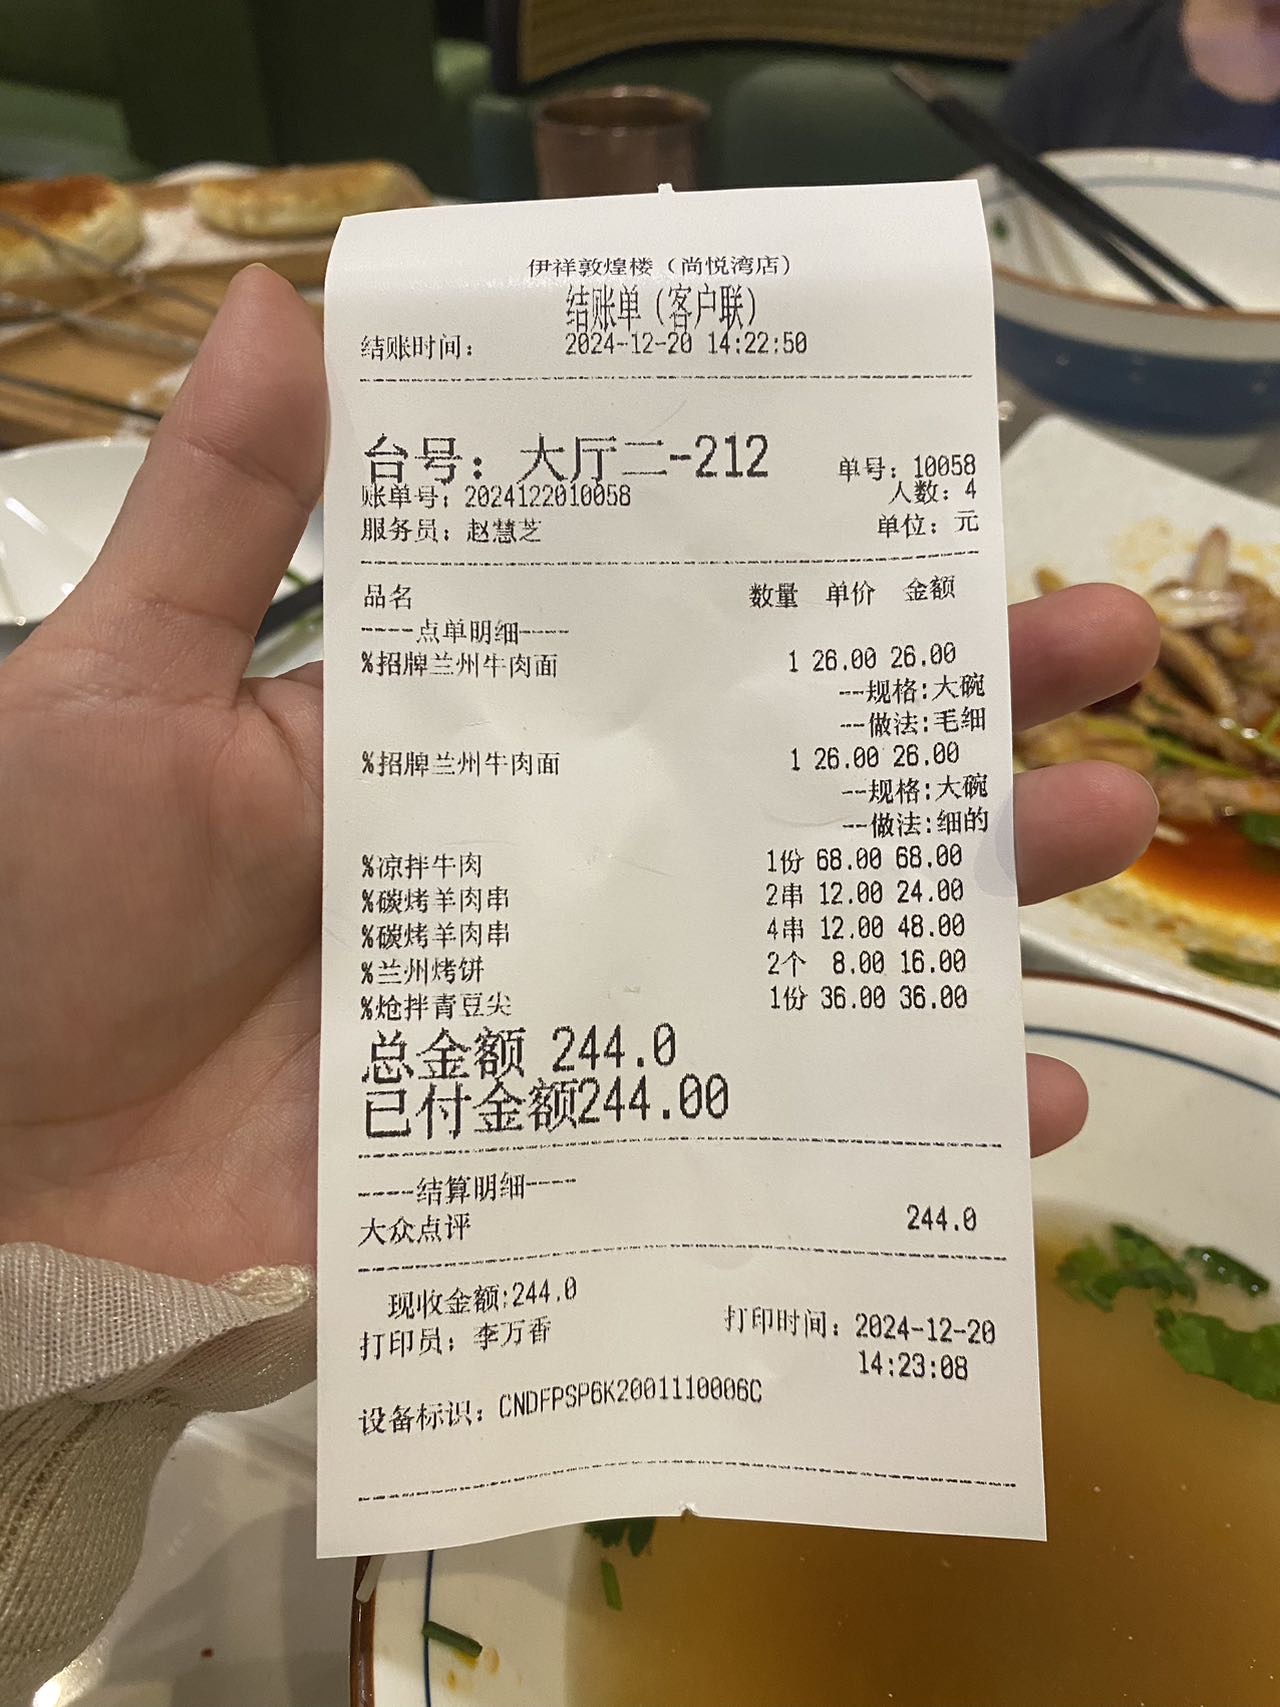 伊祥敦煌楼（尚悦湾店）
结账单（客户联）
结账时间： 2024-12-20 14:22:50
台号：大厅二-212 单号：10058
账单号：2024122010058 人数：4
服务员：赵慧芝 单位：元
品名 数量 单价 金额
----点单明细----
%招牌兰州牛肉面 1 26.00 26.00
--规格:大碗
--做法:毛细
%招牌兰州牛肉面 1 26.00 26.00
--规格:大碗
--做法:细的
%凉拌牛肉 1份 68.00 68.00
%碳烤羊肉串 2串 12.00 24.00
%碳烤羊肉串 4串 12.00 48.00
%兰州烤饼 2个 8.00 16.00
%炝拌青豆尖 1份 36.00 36.00
总金额 244.0
已付金额244.00
----结算明细----
大众点评 244.0
现收金额:244.0
打印员：李万香 打印时间：2024-12-20
14:23:08
设备标识：CNDFPSP6K2001110006C